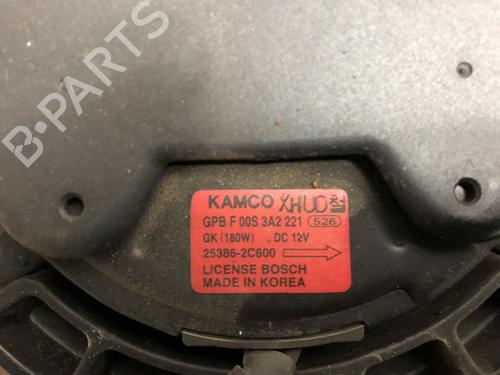 B-PARTS
KAMCO XHUD
GPB F 00S 3A2 221 526
GK (180W) . DC 12V
25386-2C600
LICENSE BOSCH
MADE IN KOREA